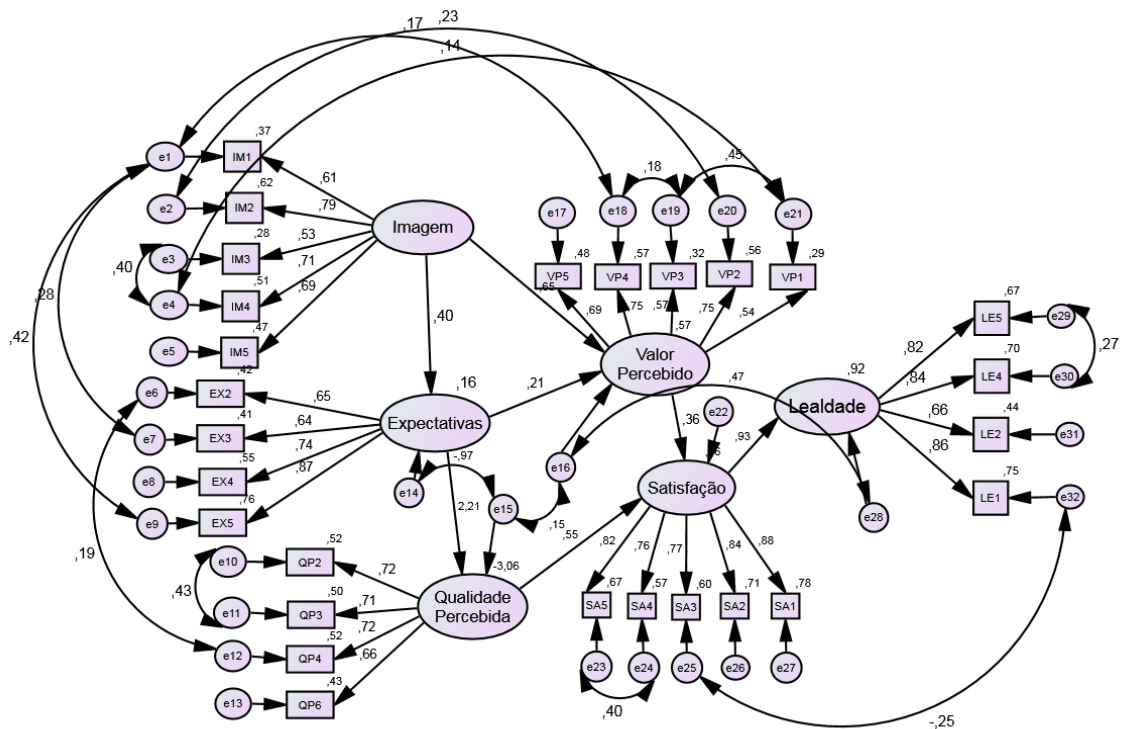 ,23
,17
,14
,37
e1
IM1
,61
,62
e2
IM2
,79
Imagem
,28
e3
IM3
,53
,40
,51
e4
IM4
,71
,47
e5
IM5
,69
,28
,42
,40
,65
,18
,45
e17
e18
e19
e20
e21
,48
,57
,32
,56
,29
VP5
VP4
VP3
VP2
VP1
,69
,75
,57
,75
,54
,57
Valor
Percebido
,42
e6
EX2
,65
,16
,41
e7
EX3
,64
Expectativas
,21
,55
e8
EX4
,74
,76
e9
EX5
,87
-,97
e14
e15
e16
,15
2,21
,47
,36
e22
,93
,92
Lealdade
,67
LE5
e29
,82
,70
LE4
e30
,84
,27
,44
LE2
e31
,66
,75
LE1
e32
,86
e28
Satisfação
,55
,19
,52
e10
QP2
,72
,43
,50
e11
QP3
,71
,52
e12
QP4
,72
,43
e13
QP6
,66
-3,06
Qualidade
Percebida
,82
,76
,77
,84
,88
,67
,57
,60
,71
,78
SA5
SA4
SA3
SA2
SA1
e23
e24
e25
e26
e27
,40
-,25